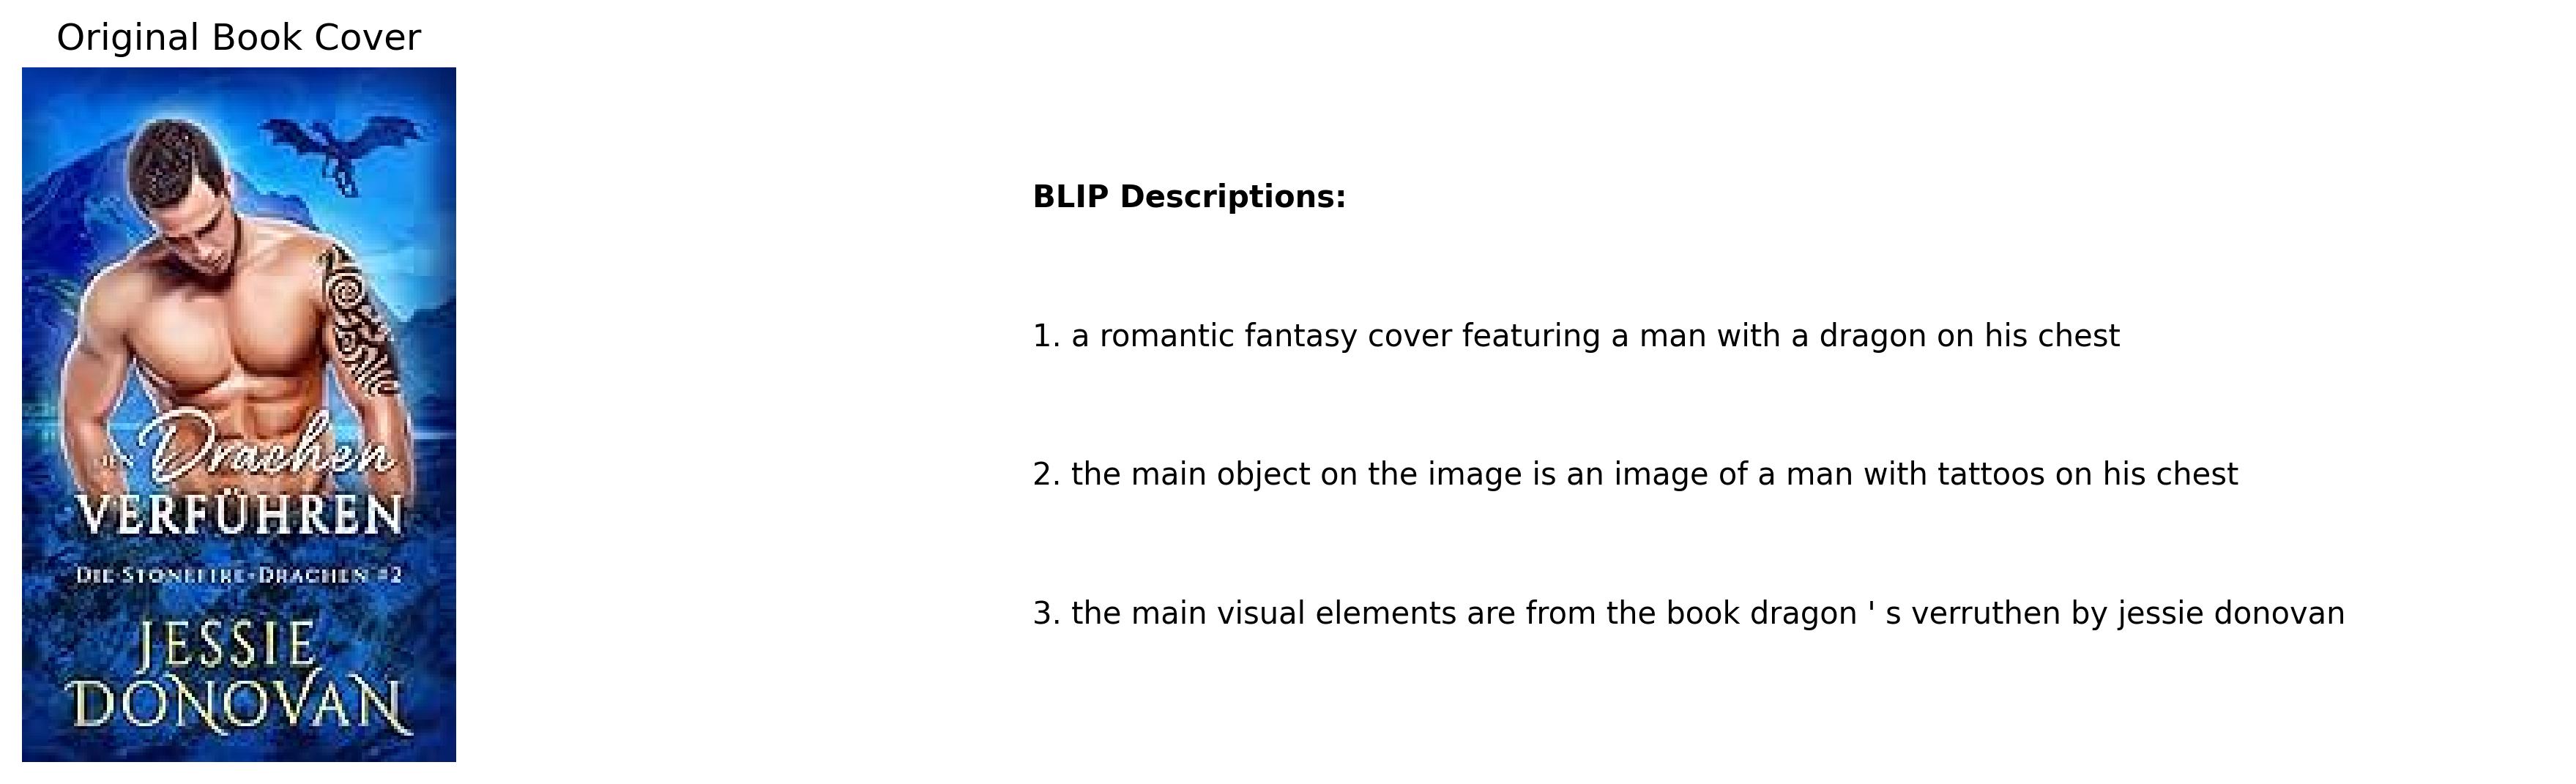 Original Book Cover
DEN Drachen
VERFÜHREN
DIE STONEFIRE-DRACHEN #2
JESSIE
DONOVAN
BLIP Descriptions:
1. a romantic fantasy cover featuring a man with a dragon on his chest
2. the main object on the image is an image of a man with tattoos on his chest
3. the main visual elements are from the book dragon ' s verruthen by jessie donovan